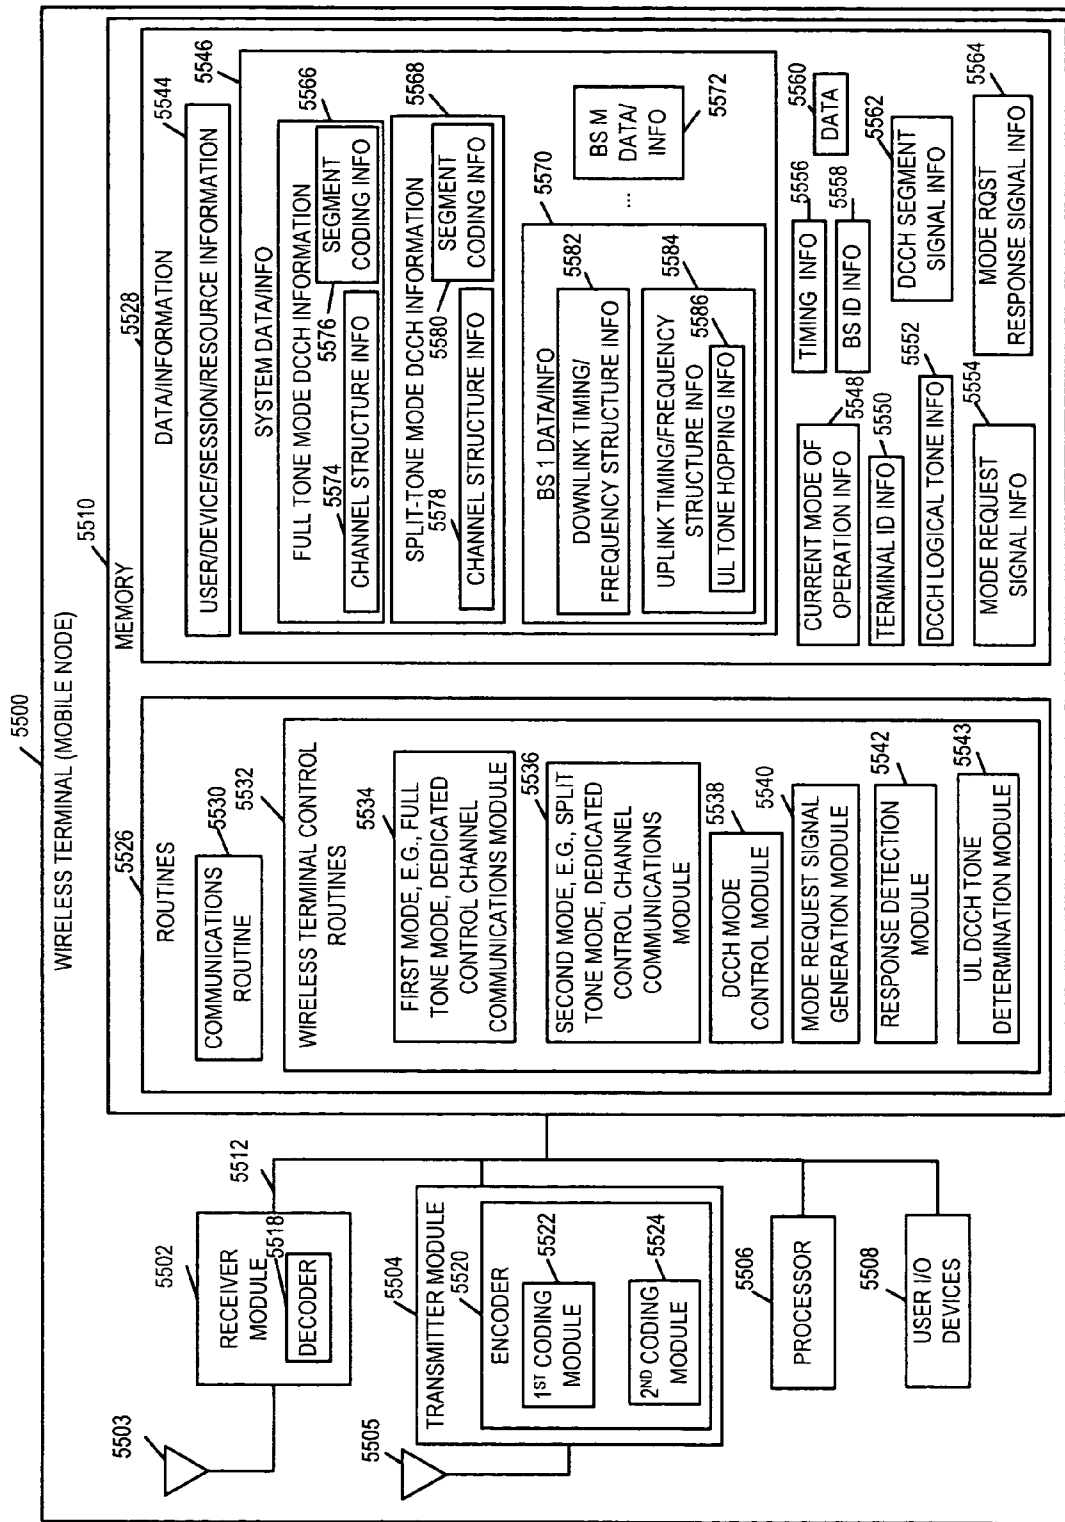 5500
WIRELESS TERMINAL (MOBILE NODE)
5503
5502
RECEIVER
MODULE
5518
DECODER
5512
5505
5504
TRANSMITTER MODULE
5520
ENCODER
5522
1ST CODING
MODULE
5524
2ND CODING
MODULE
5506
PROCESSOR
5508
USER I/O
DEVICES
5510
MEMORY
5526
ROUTINES
5530
COMMUNICATIONS
ROUTINE
5532
WIRELESS TERMINAL CONTROL
ROUTINES
5534
FIRST MODE, E.G., FULL
TONE MODE, DEDICATED
CONTROL CHANNEL
COMMUNICATIONS MODULE
5536
SECOND MODE, E.G., SPLIT
TONE MODE, DEDICATED
CONTROL CHANNEL
COMMUNICATIONS
MODULE
5538
DCCH MODE
CONTROL MODULE
5540
MODE REQUEST SIGNAL
GENERATION MODULE
5542
RESPONSE DETECTION
MODULE
5543
UL DCCH TONE
DETERMINATION MODULE
5528
DATA/INFORMATION
5544
USER/DEVICE/SESSION/RESOURCE INFORMATION
5546
SYSTEM DATA/INFO
5566
FULL TONE MODE DCCH INFORMATION
5574
CHANNEL STRUCTURE INFO
5576
SEGMENT
CODING INFO
5568
SPLIT-TONE MODE DCCH INFORMATION
5578
CHANNEL STRUCTURE INFO
5580
SEGMENT
CODING INFO
5570
BS 1 DATA/INFO
5582
DOWNLINK TIMING/
FREQUENCY STRUCTURE INFO
5584
UPLINK TIMING/FREQUENCY
STRUCTURE INFO
5586
UL TONE HOPPING INFO
...
5572
BS M
DATA/
INFO
5548
CURRENT MODE OF
OPERATION INFO
5550
TERMINAL ID INFO
5552
DCCH LOGICAL TONE INFO
5554
MODE REQUEST
SIGNAL INFO
5556
TIMING INFO
5558
BS ID INFO
5560
DATA
5562
DCCH SEGMENT
SIGNAL INFO
5564
MODE RQST
RESPONSE SIGNAL INFO